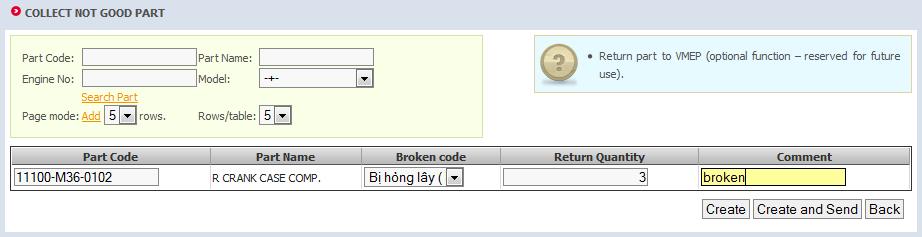 COLLECT NOT GOOD PART
Part Code: Part Name:
Engine No: Model: -+-
Search Part
Page mode: Add 5 rows. Rows/table: 5
Return part to VMEP (optional function – reserved for future
use).
Part Code Part Name Broken code Return Quantity Comment
11100-M36-0102 R CRANK CASE COMP. Bị hỏng lây ( 3 broken
Create Create and Send Back